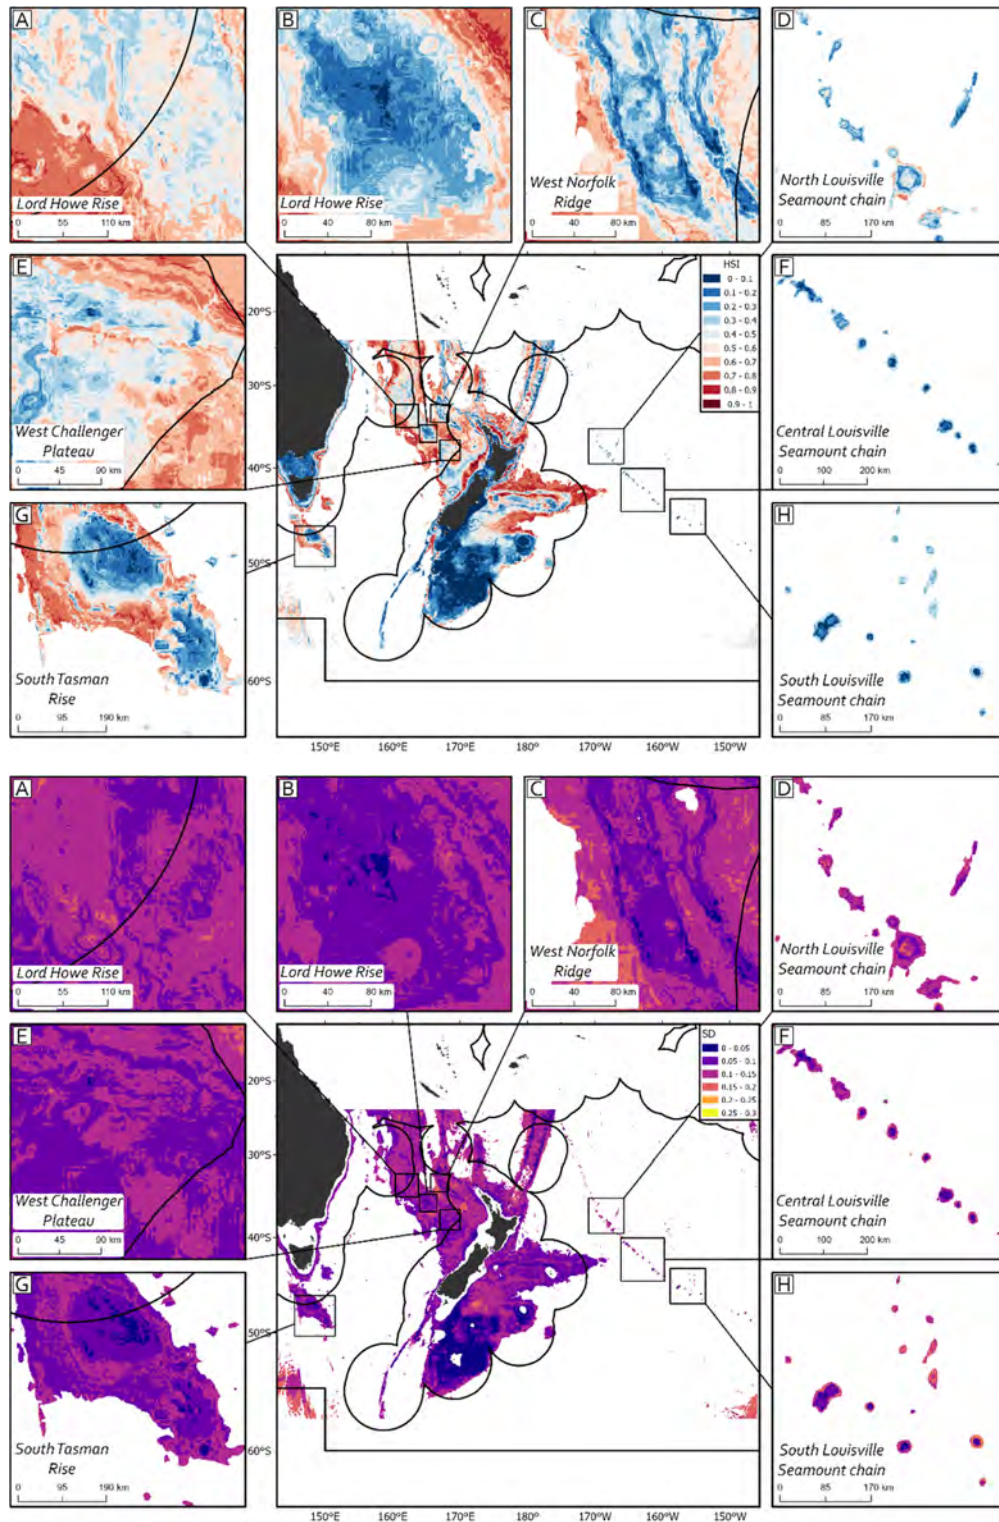 A
Lord Howe Rise
0 55 110 km
B
Lord Howe Rise
0 40 80 km
C
West Norfolk
Ridge
0 40 80 km
D
North Louisville
Seamount chain
0 85 170 km
E
West Challenger
Plateau
0 45 90 km
HSI
0 - 0.1
0.1 - 0.2
0.2 - 0.3
0.3 - 0.4
0.4 - 0.5
0.5 - 0.6
0.6 - 0.7
0.7 - 0.8
0.8 - 0.9
0.9 - 1
20°S
30°S
40°S
50°S
60°S
F
Central Louisville
Seamount chain
0 100 200 km
G
South Tasman
Rise
0 95 190 km
H
South Louisville
Seamount chain
0 85 170 km
150°E 160°E 170°E 180° 170°W 160°W 150°W
A
Lord Howe Rise
0 55 110 km
B
Lord Howe Rise
0 40 80 km
C
West Norfolk
Ridge
0 40 80 km
D
North Louisville
Seamount chain
0 85 170 km
E
West Challenger
Plateau
0 45 90 km
SD
0 - 0.05
0.05 - 0.1
0.1 - 0.15
0.15 - 0.2
0.2 - 0.25
0.25 - 0.3
20°S
30°S
40°S
50°S
60°S
F
Central Louisville
Seamount chain
0 100 200 km
G
South Tasman
Rise
0 95 190 km
H
South Louisville
Seamount chain
0 85 170 km
150°E 160°E 170°E 180° 170°W 160°W 150°W